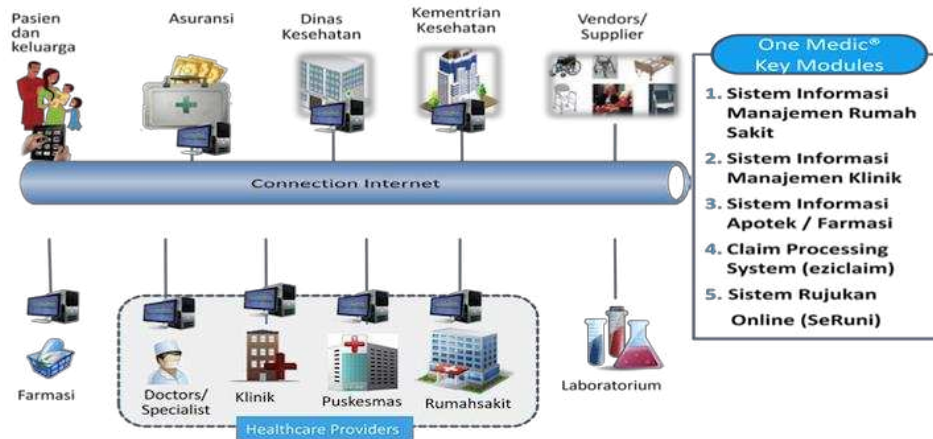 Pasien
dan
keluarga
Asuransi
Dinas
Kesehatan
Kementrian
Kesehatan
Vendors/
Supplier
One Medic®
Key Modules
1. Sistem Informasi
Manajemen Rumah
Sakit
2. Sistem Informasi
Manajemen Klinik
3. Sistem Informasi
Apotek / Farmasi
4. Claim Processing
System (eziclaim)
5. Sistem Rujukan
Online (SeRuni)
Connection Internet
Farmasi
Doctors/
Specialist
Klinik
Puskesmas
Rumahsakit
Laboratorium
Healthcare Providers